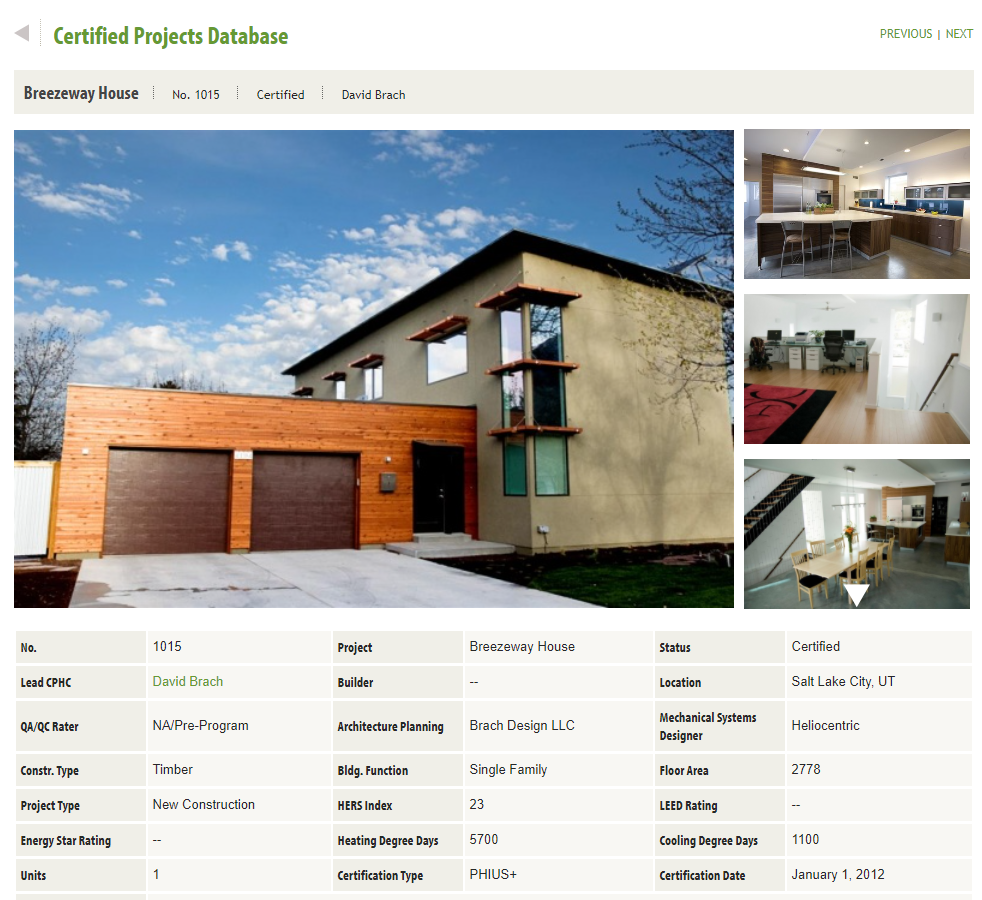 Certified Projects Database
PREVIOUS | NEXT
Breezeway House No. 1015 Certified David Brach
No. 1015 Project Breezeway House Status Certified
Lead CPHC David Brach Builder -- Location Salt Lake City, UT
QA/QC Rater NA/Pre-Program Architecture Planning Brach Design LLC Mechanical Systems
Designer Heliocentric
Constr. Type Timber Bldg. Function Single Family Floor Area 2778
Project Type New Construction HERS Index 23 LEED Rating --
Energy Star Rating -- Heating Degree Days 5700 Cooling Degree Days 1100
Units 1 Certification Type PHIUS+ Certification Date January 1, 2012